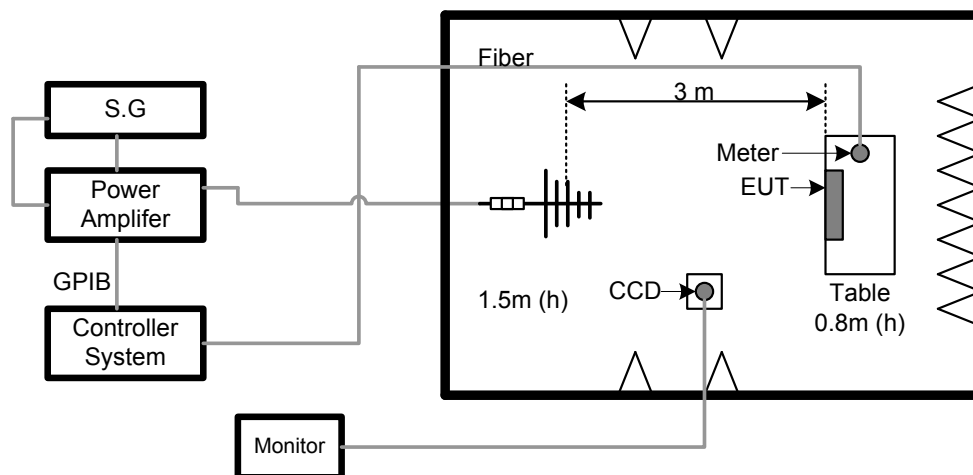 Fiber
3 m
S.G
Meter
Power
Amplifer
EUT
GPIB
1.5m (h)
CCD
Table
0.8m (h)
Controller
System
Monitor